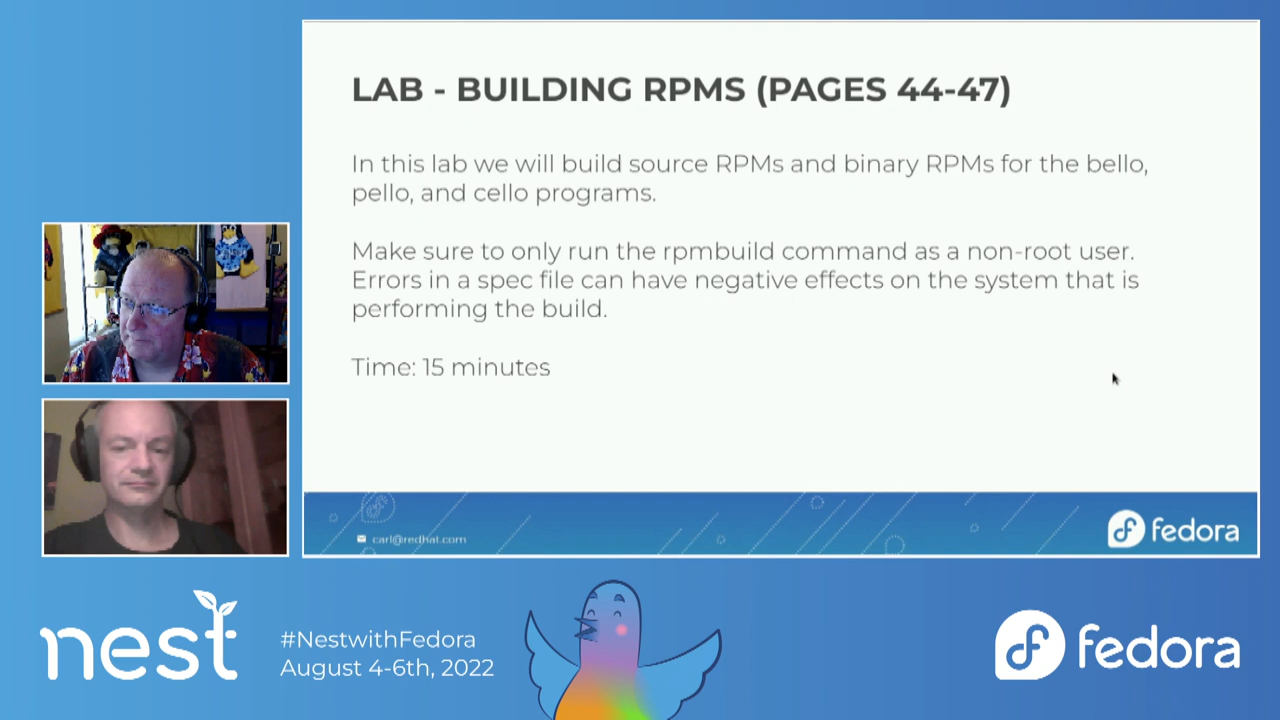 LAB - BUILDING RPMS (PAGES 44-47)
In this lab we will build source RPMs and binary RPMs for the bello,
pello, and cello programs.
Make sure to only run the rpmbuild command as a non-root user.
Errors in a spec file can have negative effects on the system that is
performing the build.
Time: 15 minutes
carl@redhat.com
fedora
nest
#NestwithFedora
August 4-6th, 2022
fedora